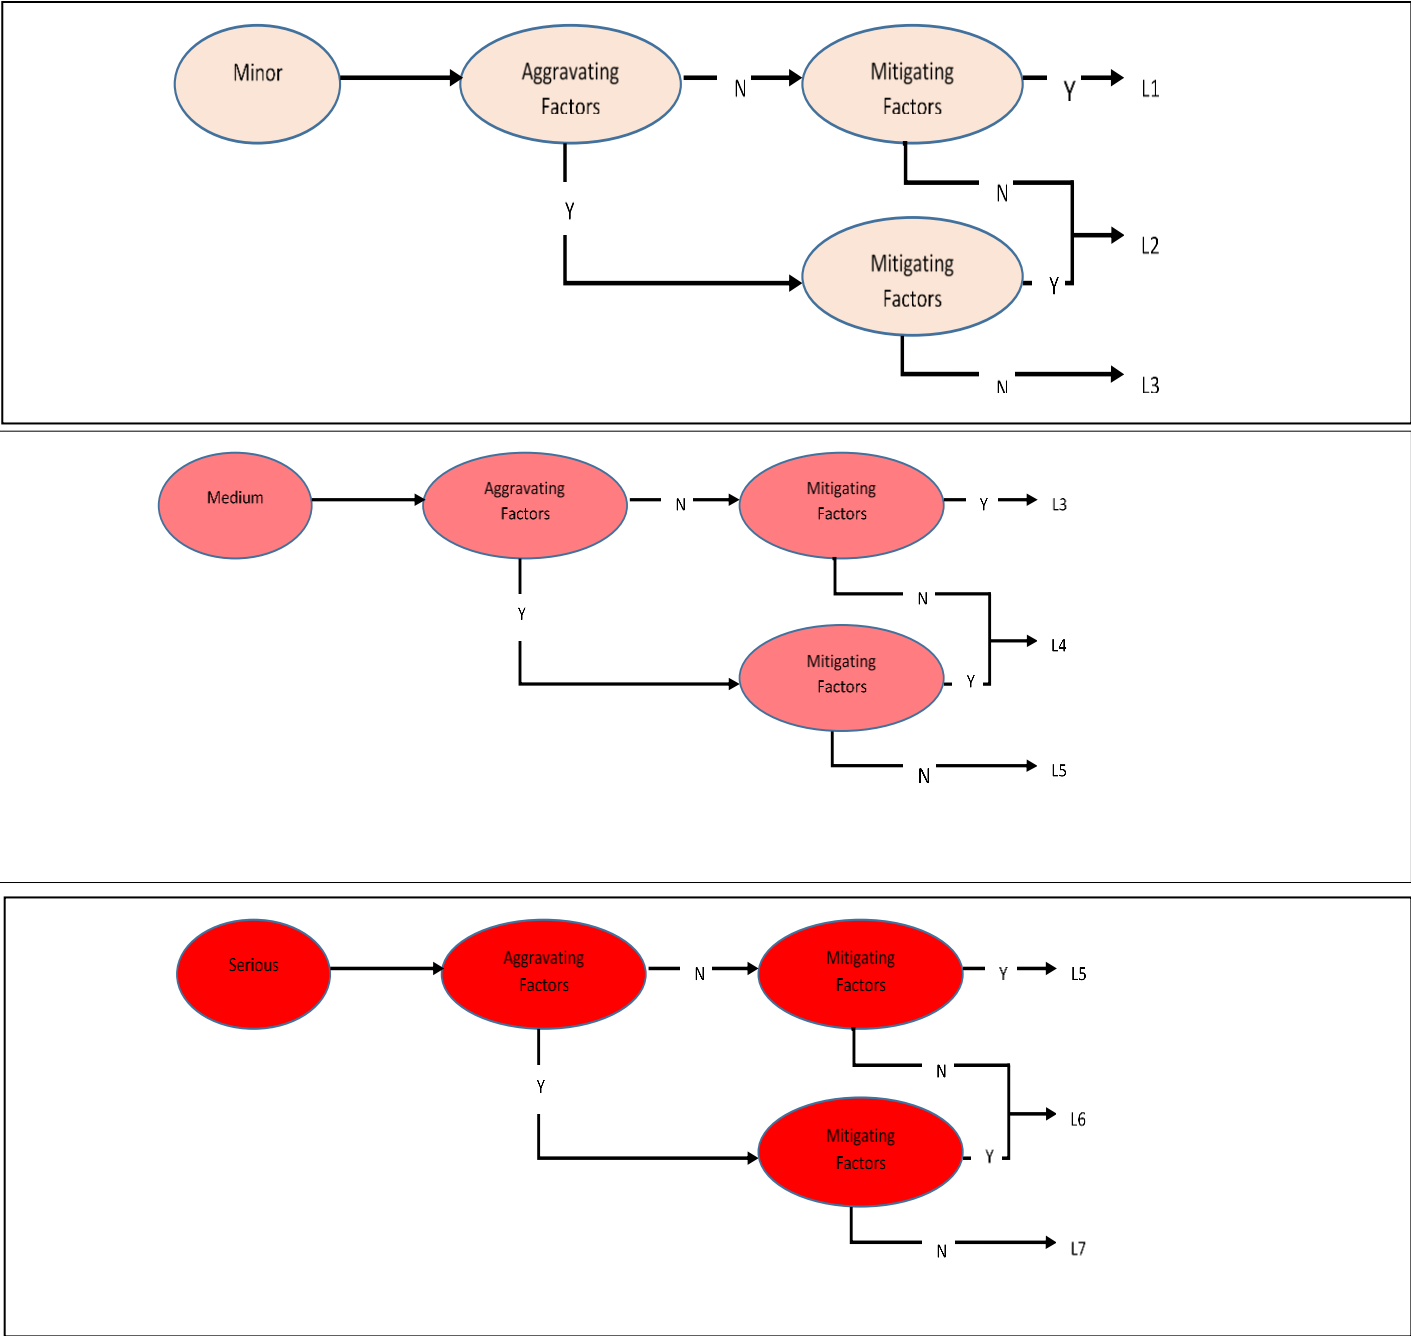 Minor
Aggravating
Factors
N
Mitigating
Factors
Y
L1
Y
N
Mitigating
Factors
Y
L2
N
L3
Medium
Aggravating
Factors
N
Mitigating
Factors
Y
L3
Y
N
Mitigating
Factors
Y
L4
N
L5
Serious
Aggravating
Factors
N
Mitigating
Factors
Y
L5
Y
N
Mitigating
Factors
Y
L6
N
L7